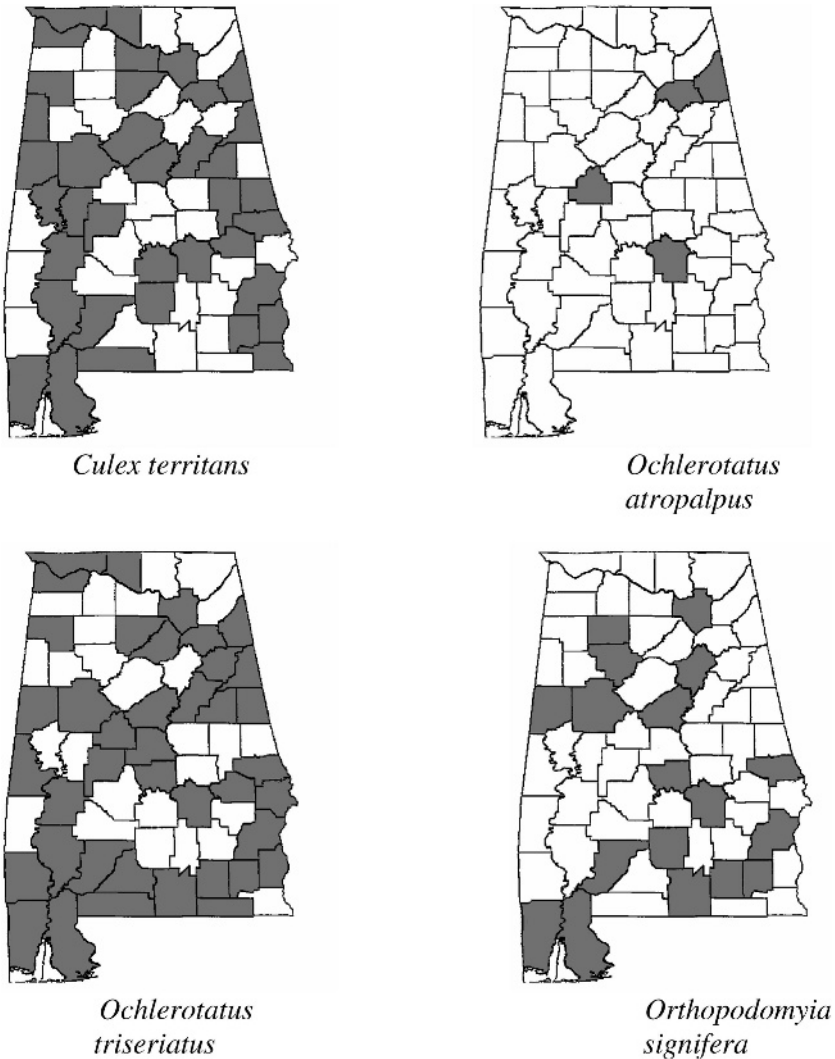 Culex territans
Ochlerotatus
atropalpus
Ochlerotatus
triseriatus
Orthopodomyia
signifera